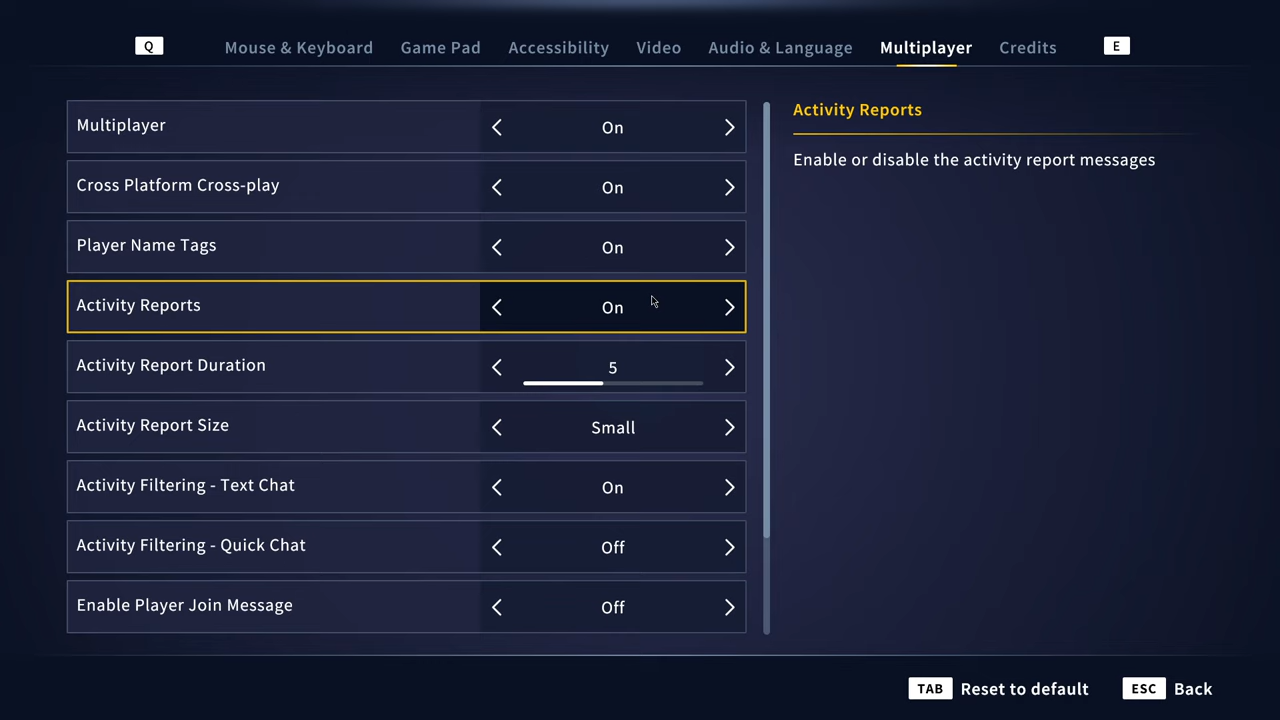 Q Mouse & Keyboard Game Pad Accessibility Video Audio & Language Multiplayer Credits E
Multiplayer On
Cross Platform Cross-play On
Player Name Tags On
Activity Reports On
Activity Report Duration 5
Activity Report Size Small
Activity Filtering - Text Chat On
Activity Filtering - Quick Chat Off
Enable Player Join Message Off
Activity Reports
Enable or disable the activity report messages
TAB Reset to default ESC Back